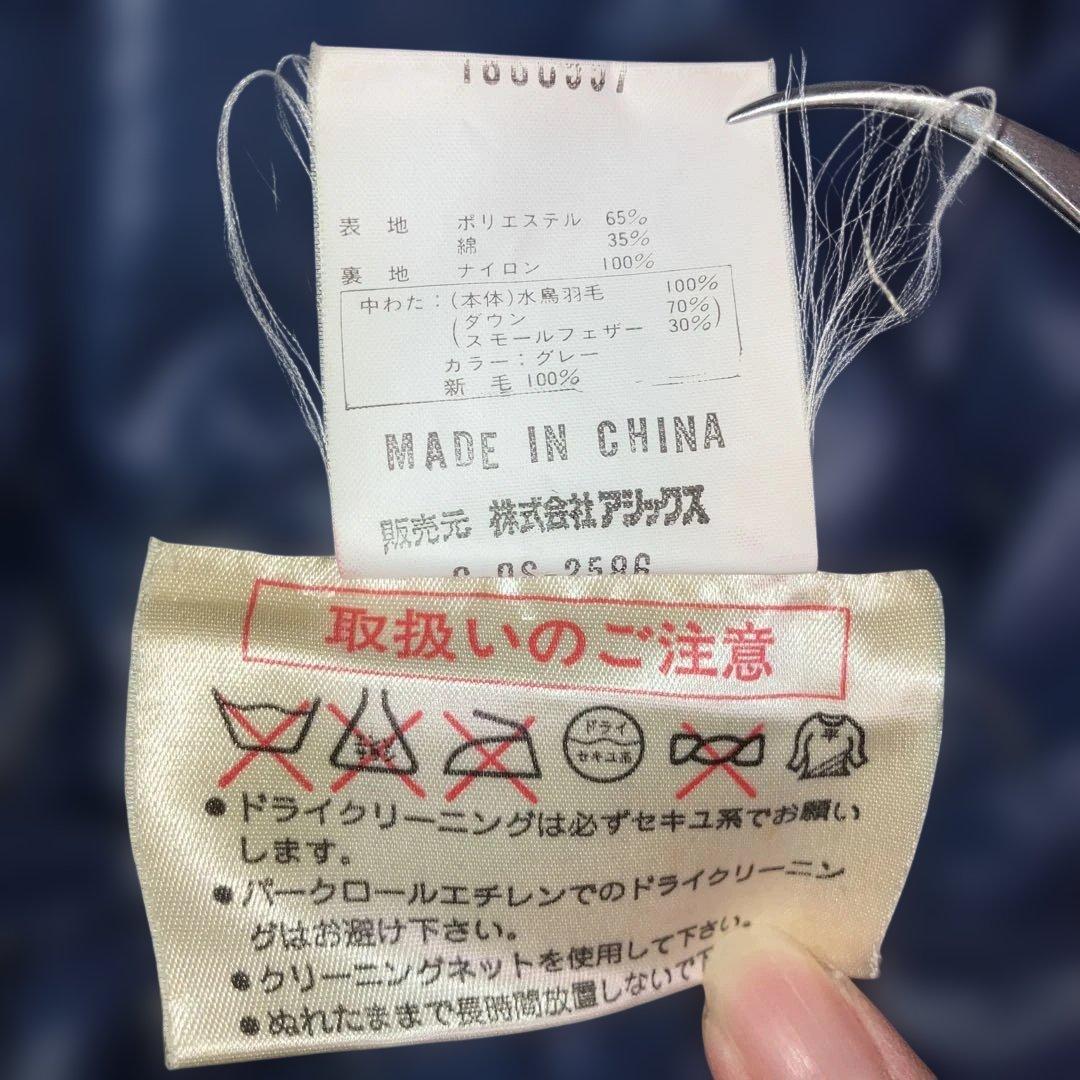 表 地 ポリエステル 65%
綿 35%
裏 地 ナイロン 100%
中わた：(本体)水鳥羽毛 100%
(ダウン 70%)
(スモールフェザー 30%)
カラー：グレー
新 毛 100%
MADE IN CHINA
販売元 株式会社アシックス
取扱いのご注意
ドライ
セキユ系
平
●ドライクリーニングは必ずセキユ系でお願い
します。
●パークロールエチレンでのドライクリーニン
グはお避け下さい。
●クリーニングネットを使用して下さい。
●ぬれたままで長時間放置しないで下